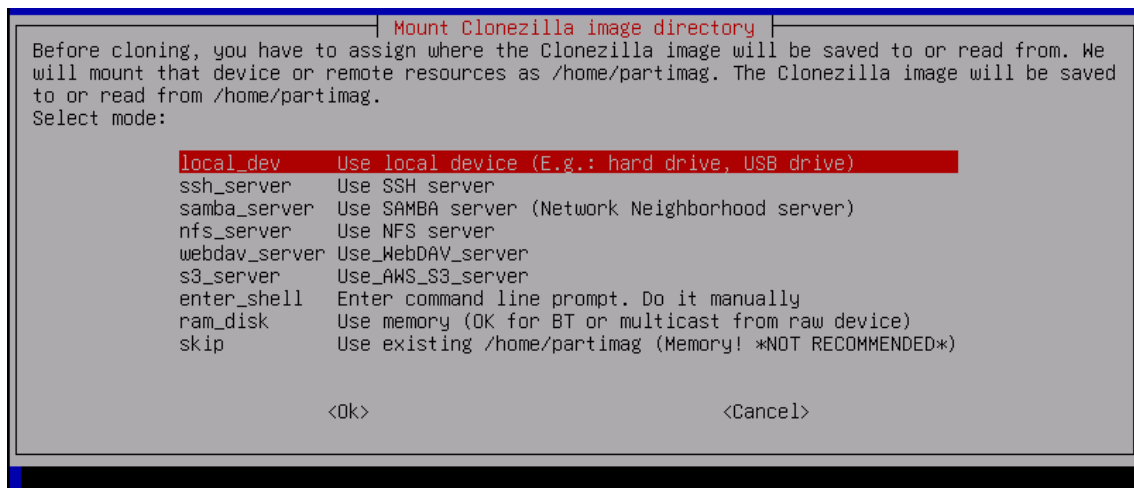 Mount Clonezilla image directory
Before cloning, you have to assign where the Clonezilla image will be saved to or read from. We
will mount that device or remote resources as /home/partimag. The Clonezilla image will be saved
to or read from /home/partimag.
Select mode:
local_dev Use local device (E.g.: hard drive, USB drive)
ssh_server Use SSH server
samba_server Use SAMBA server (Network Neighborhood server)
nfs_server Use NFS server
webdav_server Use_WebDAV_server
s3_server Use_AWS_S3_server
enter_shell Enter command line prompt. Do it manually
ram_disk Use memory (OK for BT or multicast from raw device)
skip Use existing /home/partimag (Memory! *NOT RECOMMENDED*)
<Ok> <Cancel>